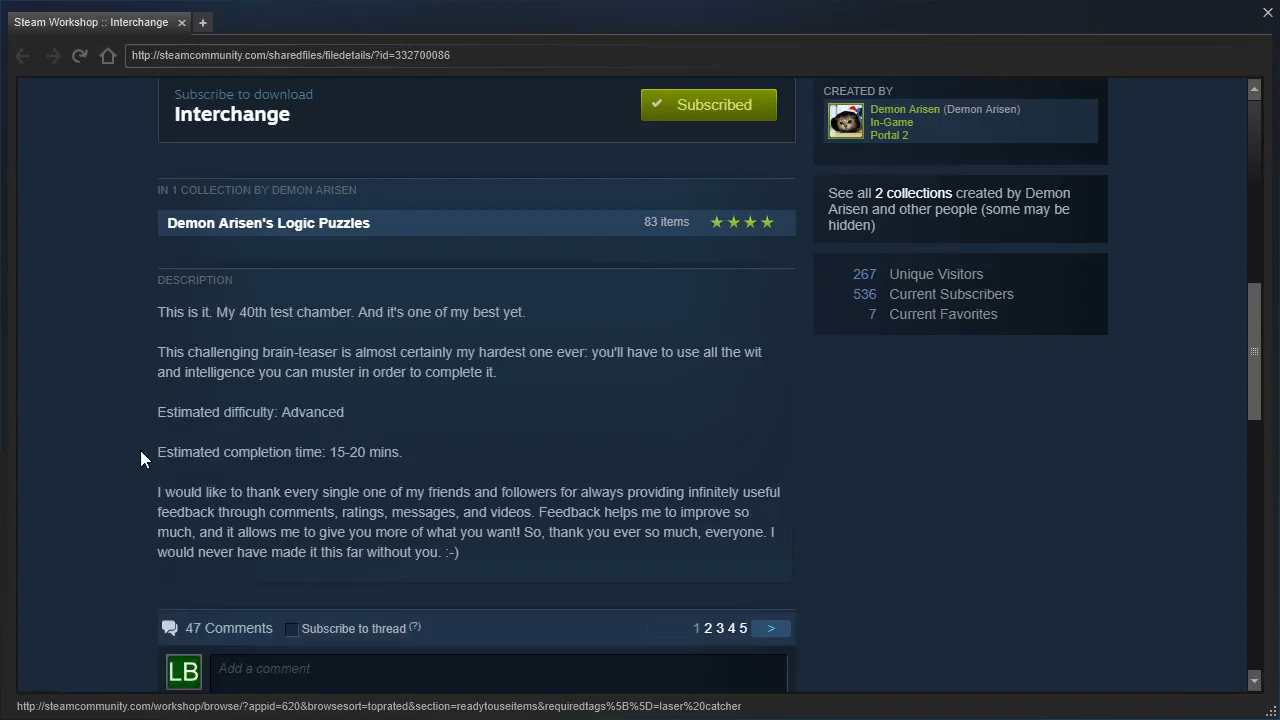 Steam Workshop :: Interchange
http://steamcommunity.com/sharedfiles/filedetails/?id=332700086
Subscribe to download
Interchange
Subscribed
IN 1 COLLECTION BY DEMON ARISEN
Demon Arisen's Logic Puzzles 83 items
DESCRIPTION
This is it. My 40th test chamber. And it's one of my best yet.
This challenging brain-teaser is almost certainly my hardest one ever: you'll have to use all the wit
and intelligence you can muster in order to complete it.
Estimated difficulty: Advanced
Estimated completion time: 15-20 mins.
I would like to thank every single one of my friends and followers for always providing infinitely useful
feedback through comments, ratings, messages, and videos. Feedback helps me to improve so
much, and it allows me to give you more of what you want! So, thank you ever so much, everyone. I
would never have made it this far without you. :-)
47 Comments Subscribe to thread (?) 1 2 3 4 5 >
LB Add a comment
CREATED BY
Demon Arisen (Demon Arisen)
In-Game
Portal 2
See all 2 collections created by Demon
Arisen and other people (some may be
hidden)
267 Unique Visitors
536 Current Subscribers
7 Current Favorites
http://steamcommunity.com/workshop/browse/?appid=620&browsesort=toprated&section=readytouseitems&requiredtags%5B%5D=laser%20catcher